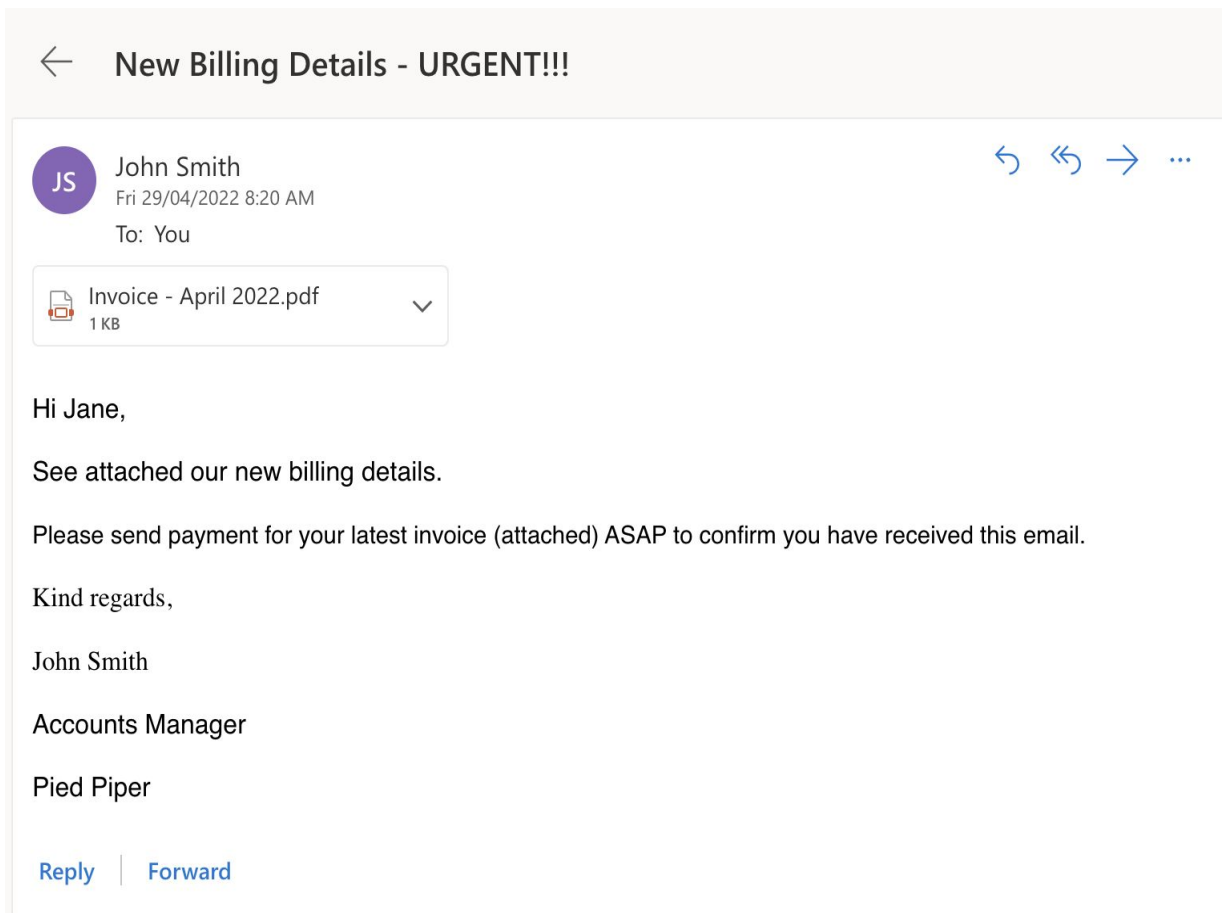 New Billing Details - URGENT!!!
JS
John Smith
Fri 29/04/2022 8:20 AM
To: You
Invoice - April 2022.pdf
1 KB
Hi Jane,
See attached our new billing details.
Please send payment for your latest invoice (attached) ASAP to confirm you have received this email.
Kind regards,
John Smith
Accounts Manager
Pied Piper
Reply | Forward